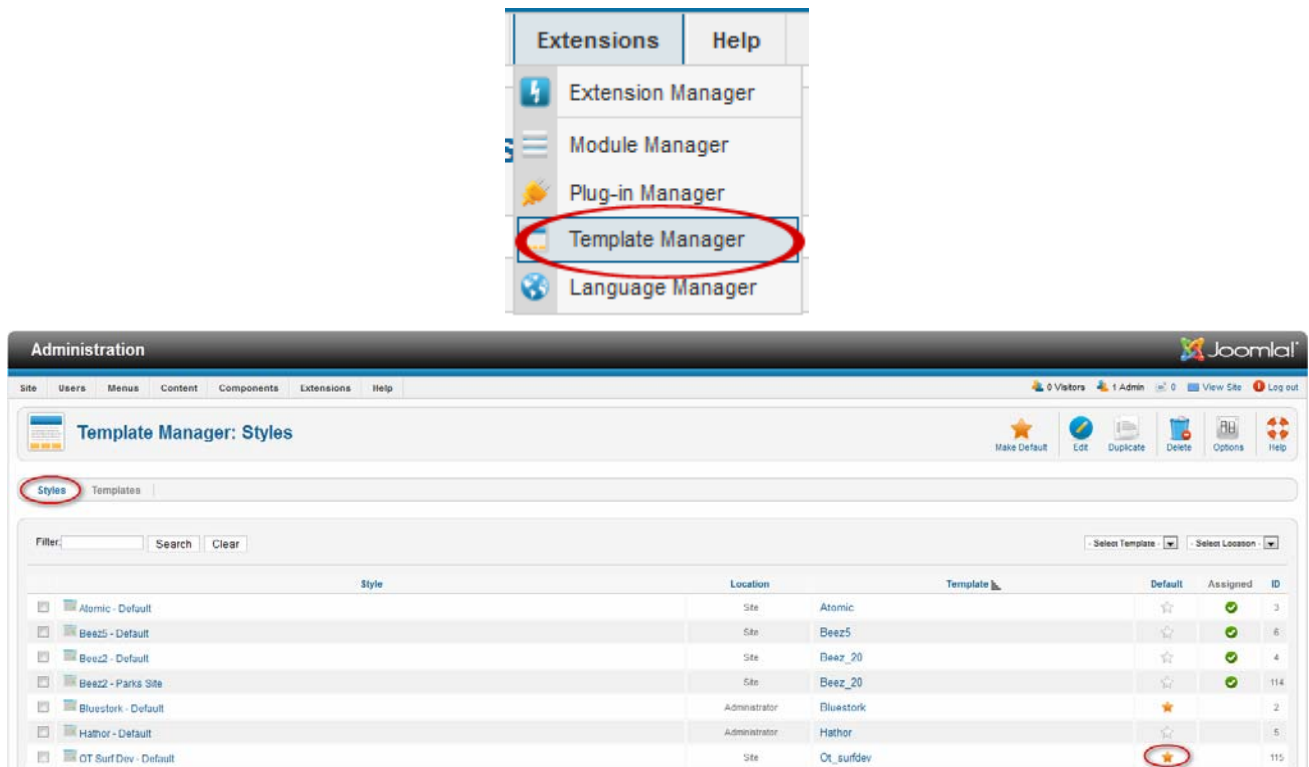 Extensions Help
Extension Manager
Module Manager
Plug-in Manager
Template Manager
Language Manager
Administration Joomla!
Site Users Menus Content Components Extensions Help 0 Visitors 1 Admin 0 View Site Log out
Template Manager: Styles Make Default Edit Duplicate Delete Options Help
Styles Templates
Filter: Search Clear - Select Template - - Select Location -
Style Location Template Default Assigned ID
Atomic - Default Site Atomic 3
Beez5 - Default Site Beez5 6
Beez2 - Default Site Beez_20 4
Beez2 - Parks Site Site Beez_20 114
Bluestork - Default Administrator Bluestork 2
Hathor - Default Administrator Hathor 5
OT Surf Dev - Default Site Ot_surfdev 115